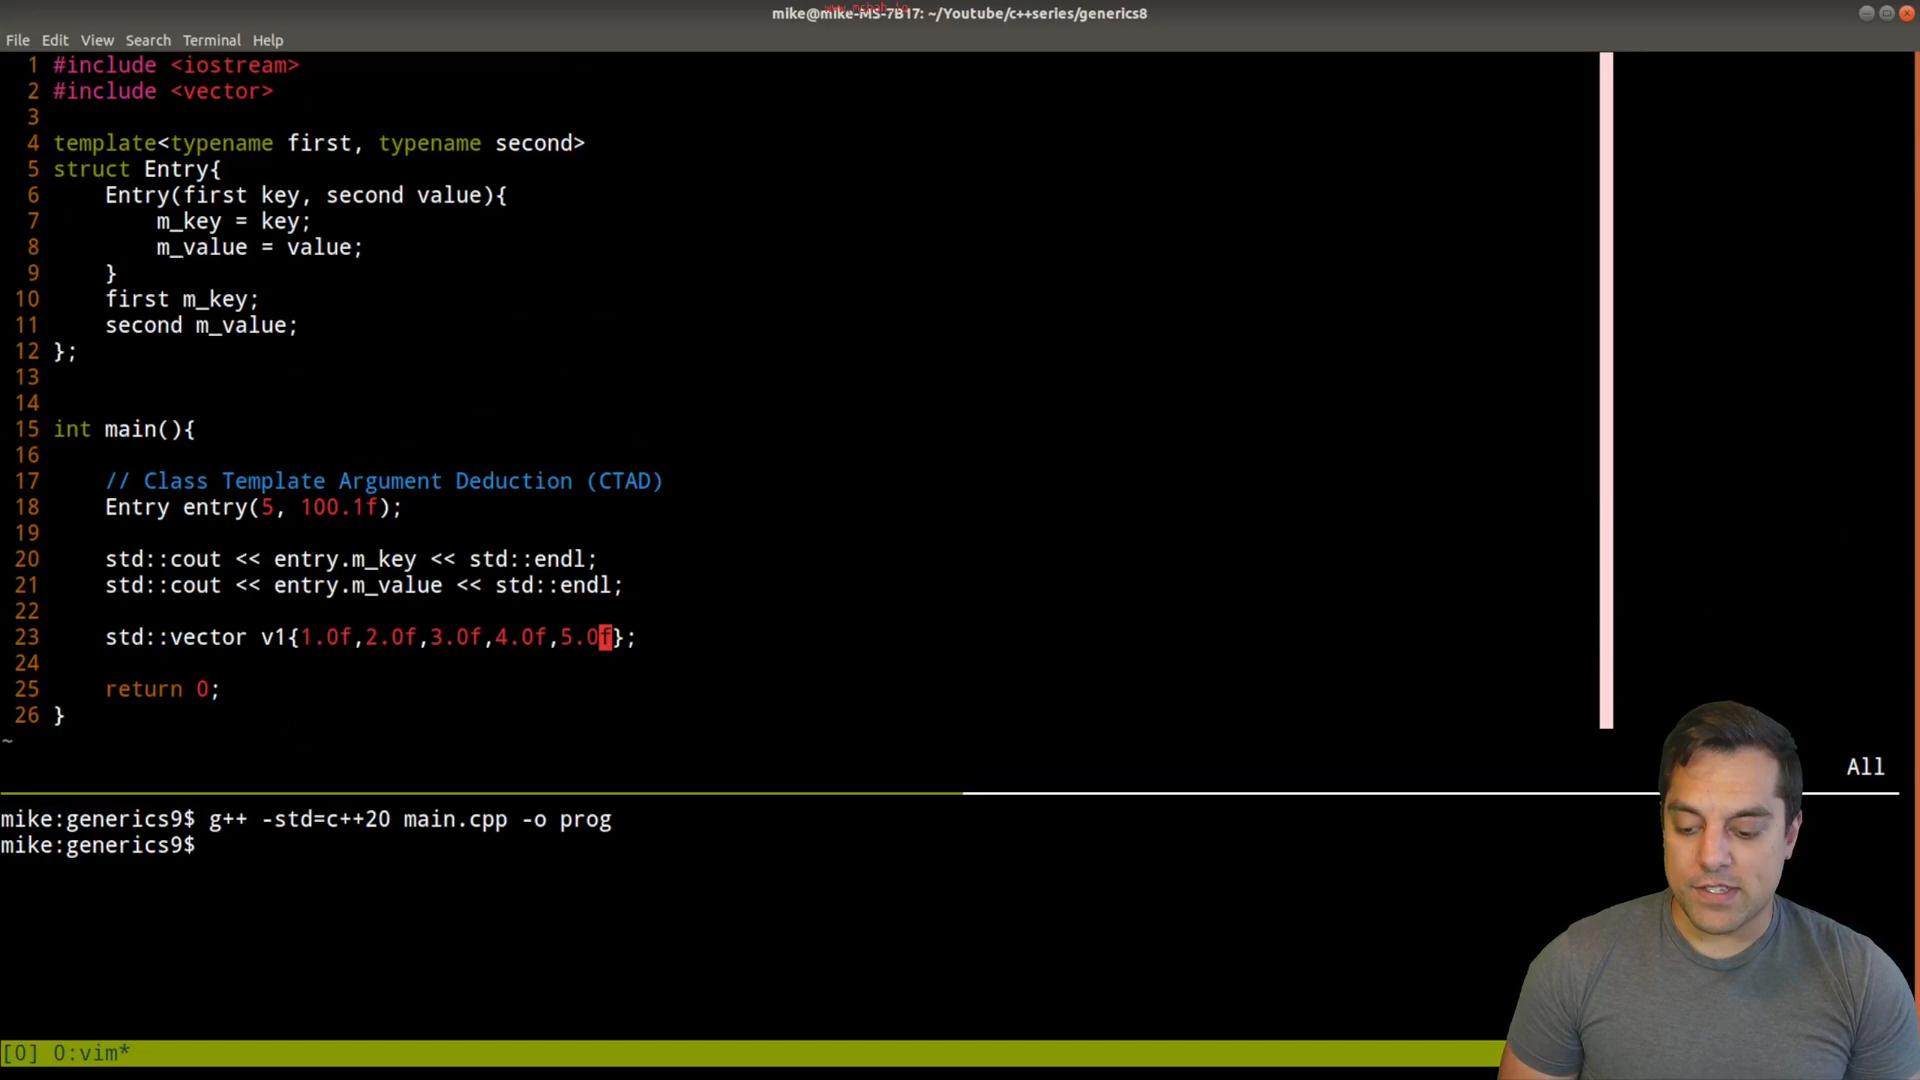 www.mshah.io
mike@mike-MS-7B17: ~/Youtube/c++series/generics8
File Edit View Search Terminal Help
1 #include <iostream>
2 #include <vector>
3
4 template<typename first, typename second>
5 struct Entry{
6 Entry(first key, second value){
7 m_key = key;
8 m_value = value;
9 }
10 first m_key;
11 second m_value;
12 };
13
14
15 int main(){
16
17 // Class Template Argument Deduction (CTAD)
18 Entry entry(5, 100.1f);
19
20 std::cout << entry.m_key << std::endl;
21 std::cout << entry.m_value << std::endl;
22
23 std::vector v1{1.0f,2.0f,3.0f,4.0f,5.0f};
24
25 return 0;
26 }
~
All
mike:generics9$ g++ -std=c++20 main.cpp -o prog
mike:generics9$
[0] 0:vim*